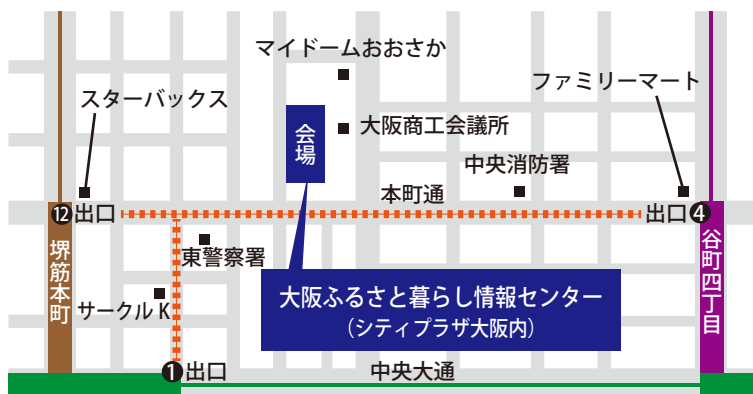 マイドームおおさか
ファミリーマート
スターバックス
会場
大阪商工会議所
中央消防署
本町通
⓬出口
出口❹
堺筋本町
東警察署
谷町四丁目
サークルK
大阪ふるさと暮らし情報センター
（シティプラザ大阪内）
❶出口
中央大通